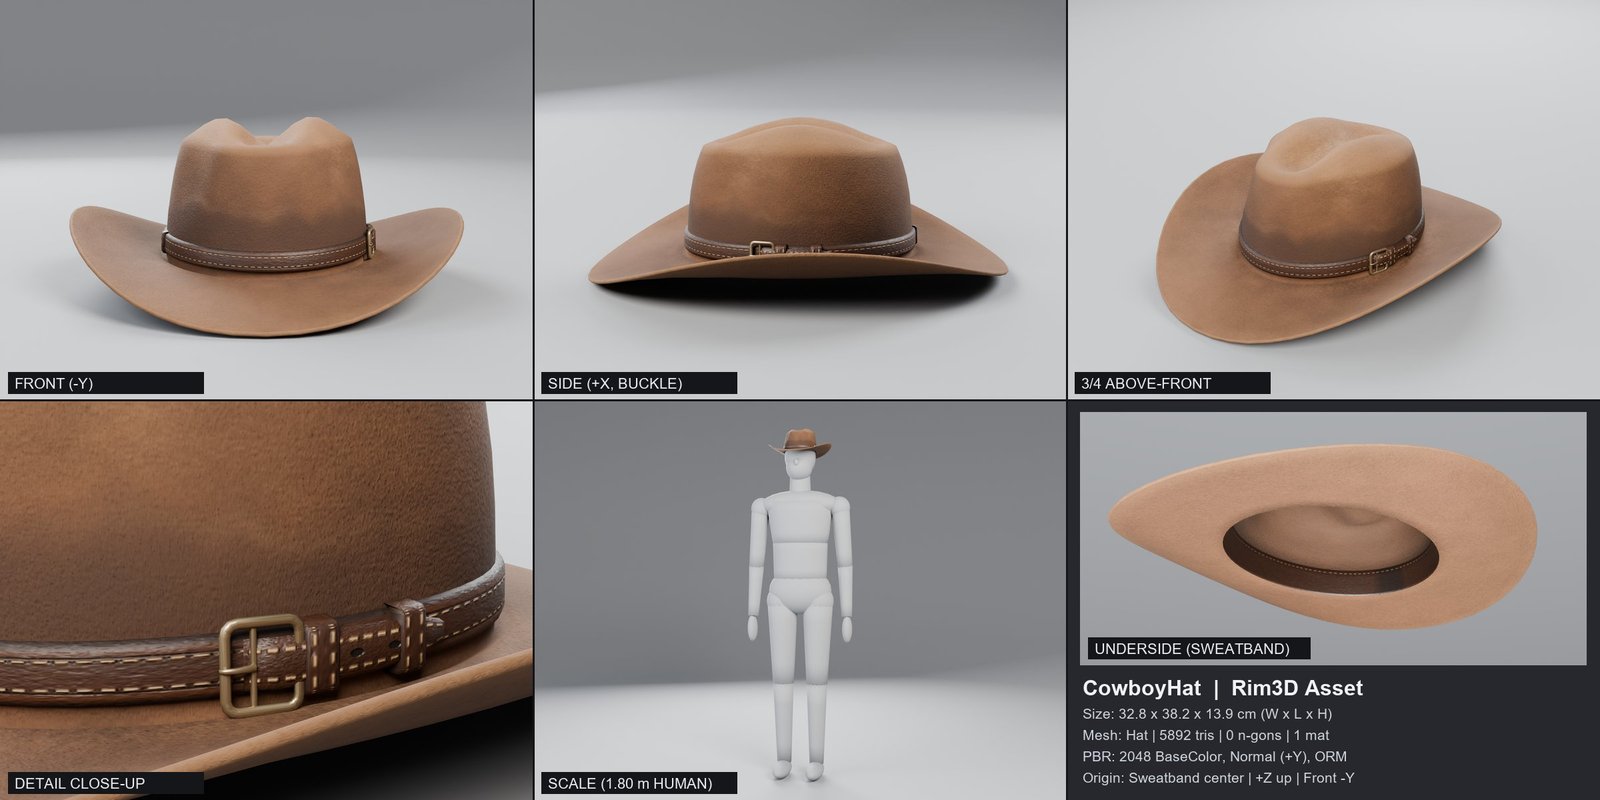 FRONT (-Y)
SIDE (+X, BUCKLE)
3/4 ABOVE-FRONT
DETAIL CLOSE-UP
SCALE (1.80 m HUMAN)
UNDERSIDE (SWEATBAND)
CowboyHat | Rim3D Asset
Size: 32.8 x 38.2 x 13.9 cm (W x L x H)
Mesh: Hat | 5892 tris | 0 n-gons | 1 mat
PBR: 2048 BaseColor, Normal (+Y), ORM
Origin: Sweatband center | +Z up | Front -Y